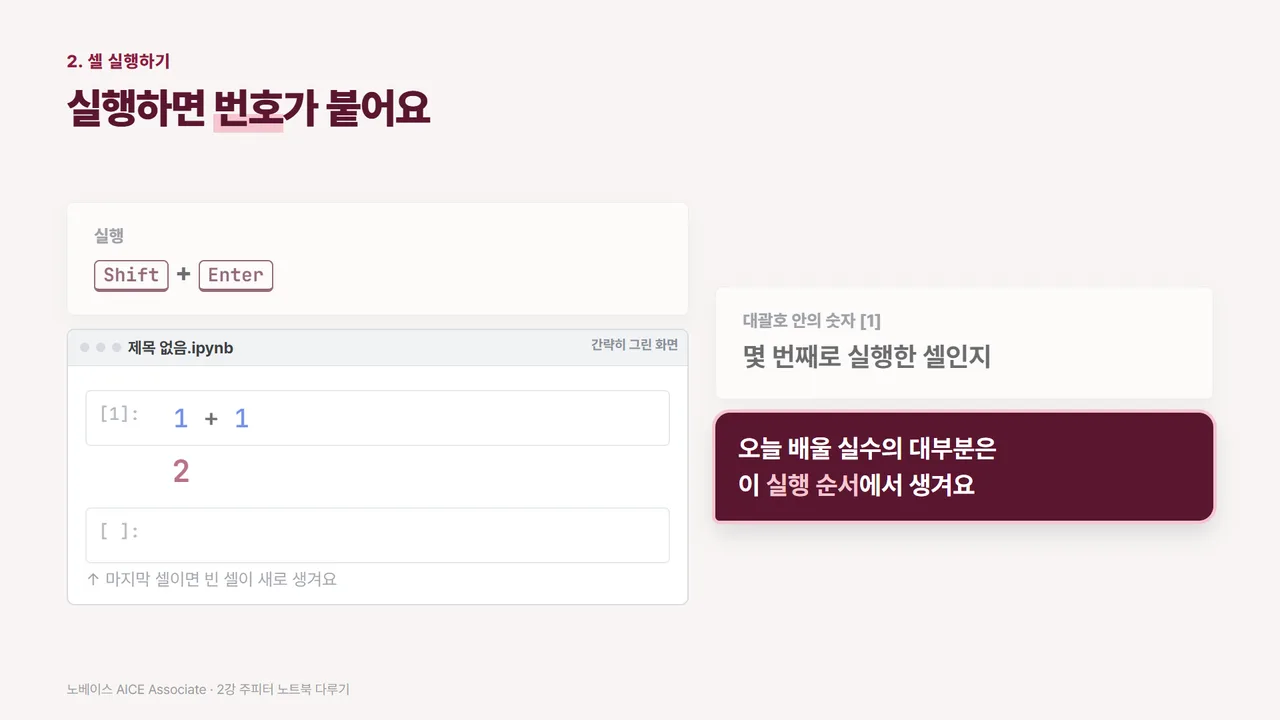 2. 셀 실행하기
실행하면 번호가 붙어요
실행
Shift + Enter
제목 없음.ipynb
간략히 그린 화면
[1]: 1 + 1
2
[ ]:
↑ 마지막 셀이면 빈 셀이 새로 생겨요
대괄호 안의 숫자 [1]
몇 번째로 실행한 셀인지
오늘 배울 실수의 대부분은
이 실행 순서에서 생겨요
노베이스 AICE Associate · 2강 주피터 노트북 다루기